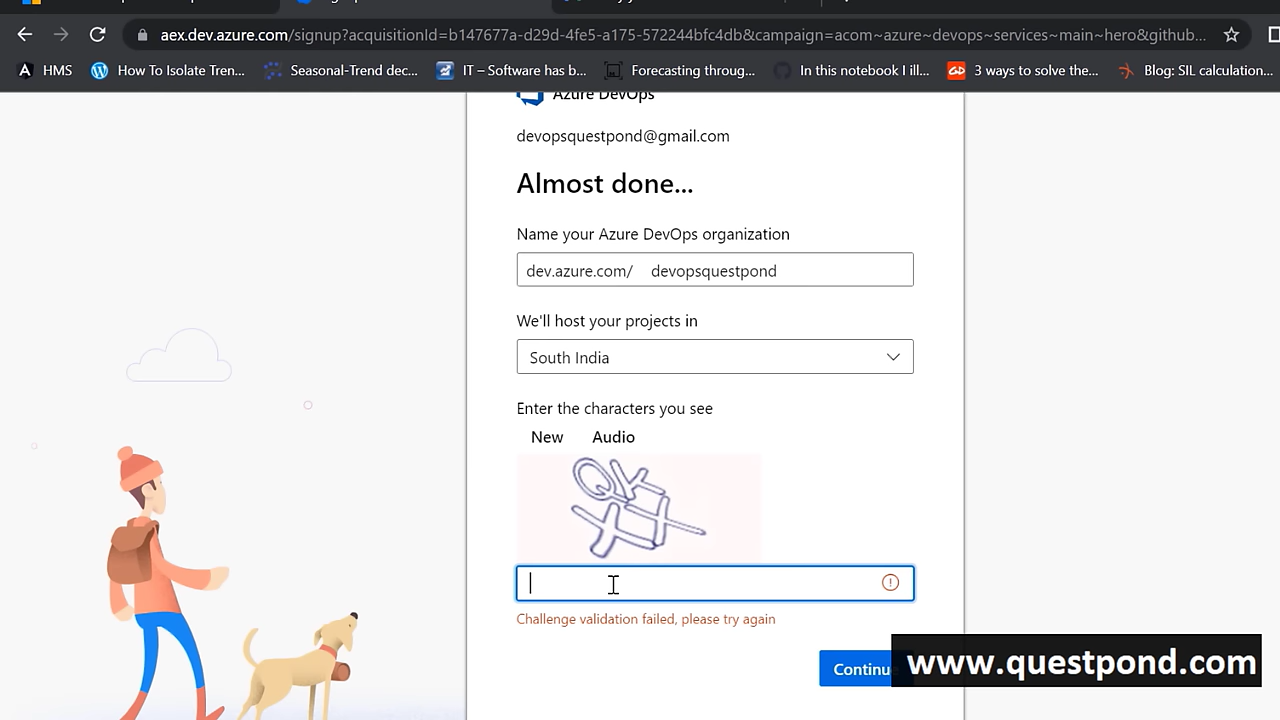 aex.dev.azure.com/signup?acquisitionId=b147677a-d29d-4fe5-a175-572244bfc4db&campaign=acom~azure~devops~services~main~hero&github...
HMS
How To Isolate Tren...
Seasonal-Trend dec...
IT – Software has b...
Forecasting throug...
In this notebook I ill...
3 ways to solve the...
Blog: SIL calculation...
Azure DevOps
devopsquestpond@gmail.com
Almost done...
Name your Azure DevOps organization
dev.azure.com/ devopsquestpond
We'll host your projects in
South India
Enter the characters you see
New Audio
Challenge validation failed, please try again
Continu
www.questpond.com